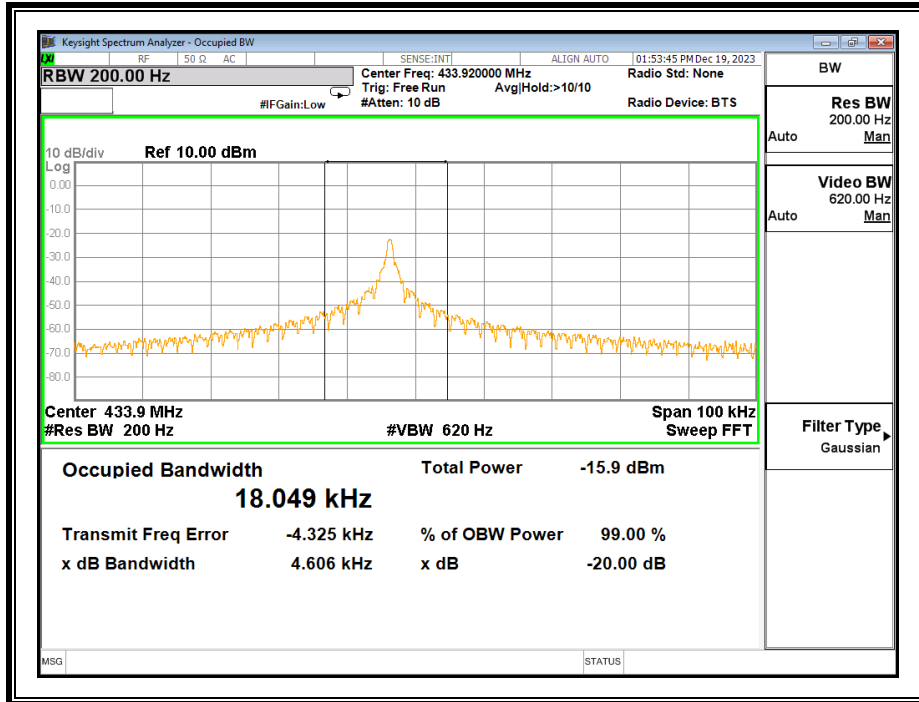 Keysight Spectrum Analyzer - Occupied BW
LXI RF 50 Ω AC SENSE:INT ALIGN AUTO 01:53:45 PM Dec 19, 2023
RBW 200.00 Hz
Center Freq: 433.920000 MHz Radio Std: None
Trig: Free Run Avg|Hold:>10/10
#IFGain:Low #Atten: 10 dB Radio Device: BTS
10 dB/div Ref 10.00 dBm
Log
0.00
-10.0
-20.0
-30.0
-40.0
-50.0
-60.0
-70.0
-80.0
Center 433.9 MHz Span 100 kHz
#Res BW 200 Hz #VBW 620 Hz Sweep FFT
Occupied Bandwidth Total Power -15.9 dBm
18.049 kHz
Transmit Freq Error -4.325 kHz % of OBW Power 99.00 %
x dB Bandwidth 4.606 kHz x dB -20.00 dB
MSG STATUS
BW
Res BW
200.00 Hz
Auto Man
Video BW
620.00 Hz
Auto Man
Filter Type
Gaussian